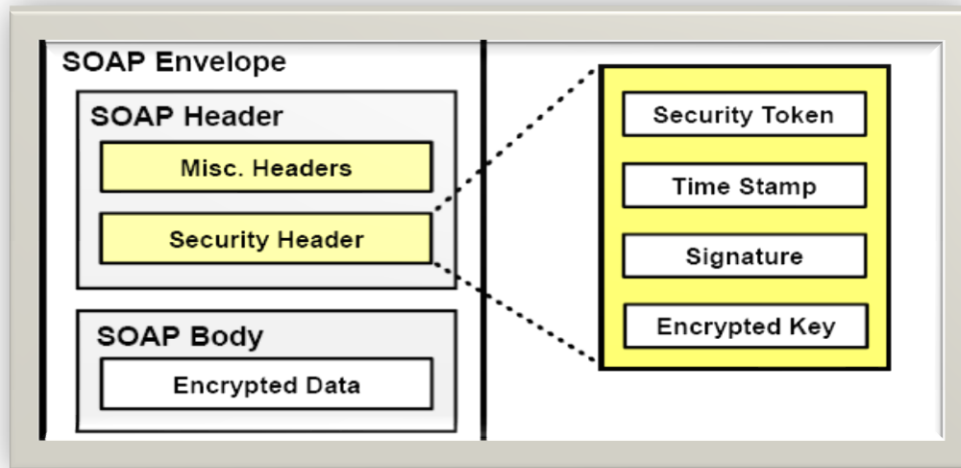 SOAP Envelope
SOAP Header
Misc. Headers
Security Header
SOAP Body
Encrypted Data
Security Token
Time Stamp
Signature
Encrypted Key